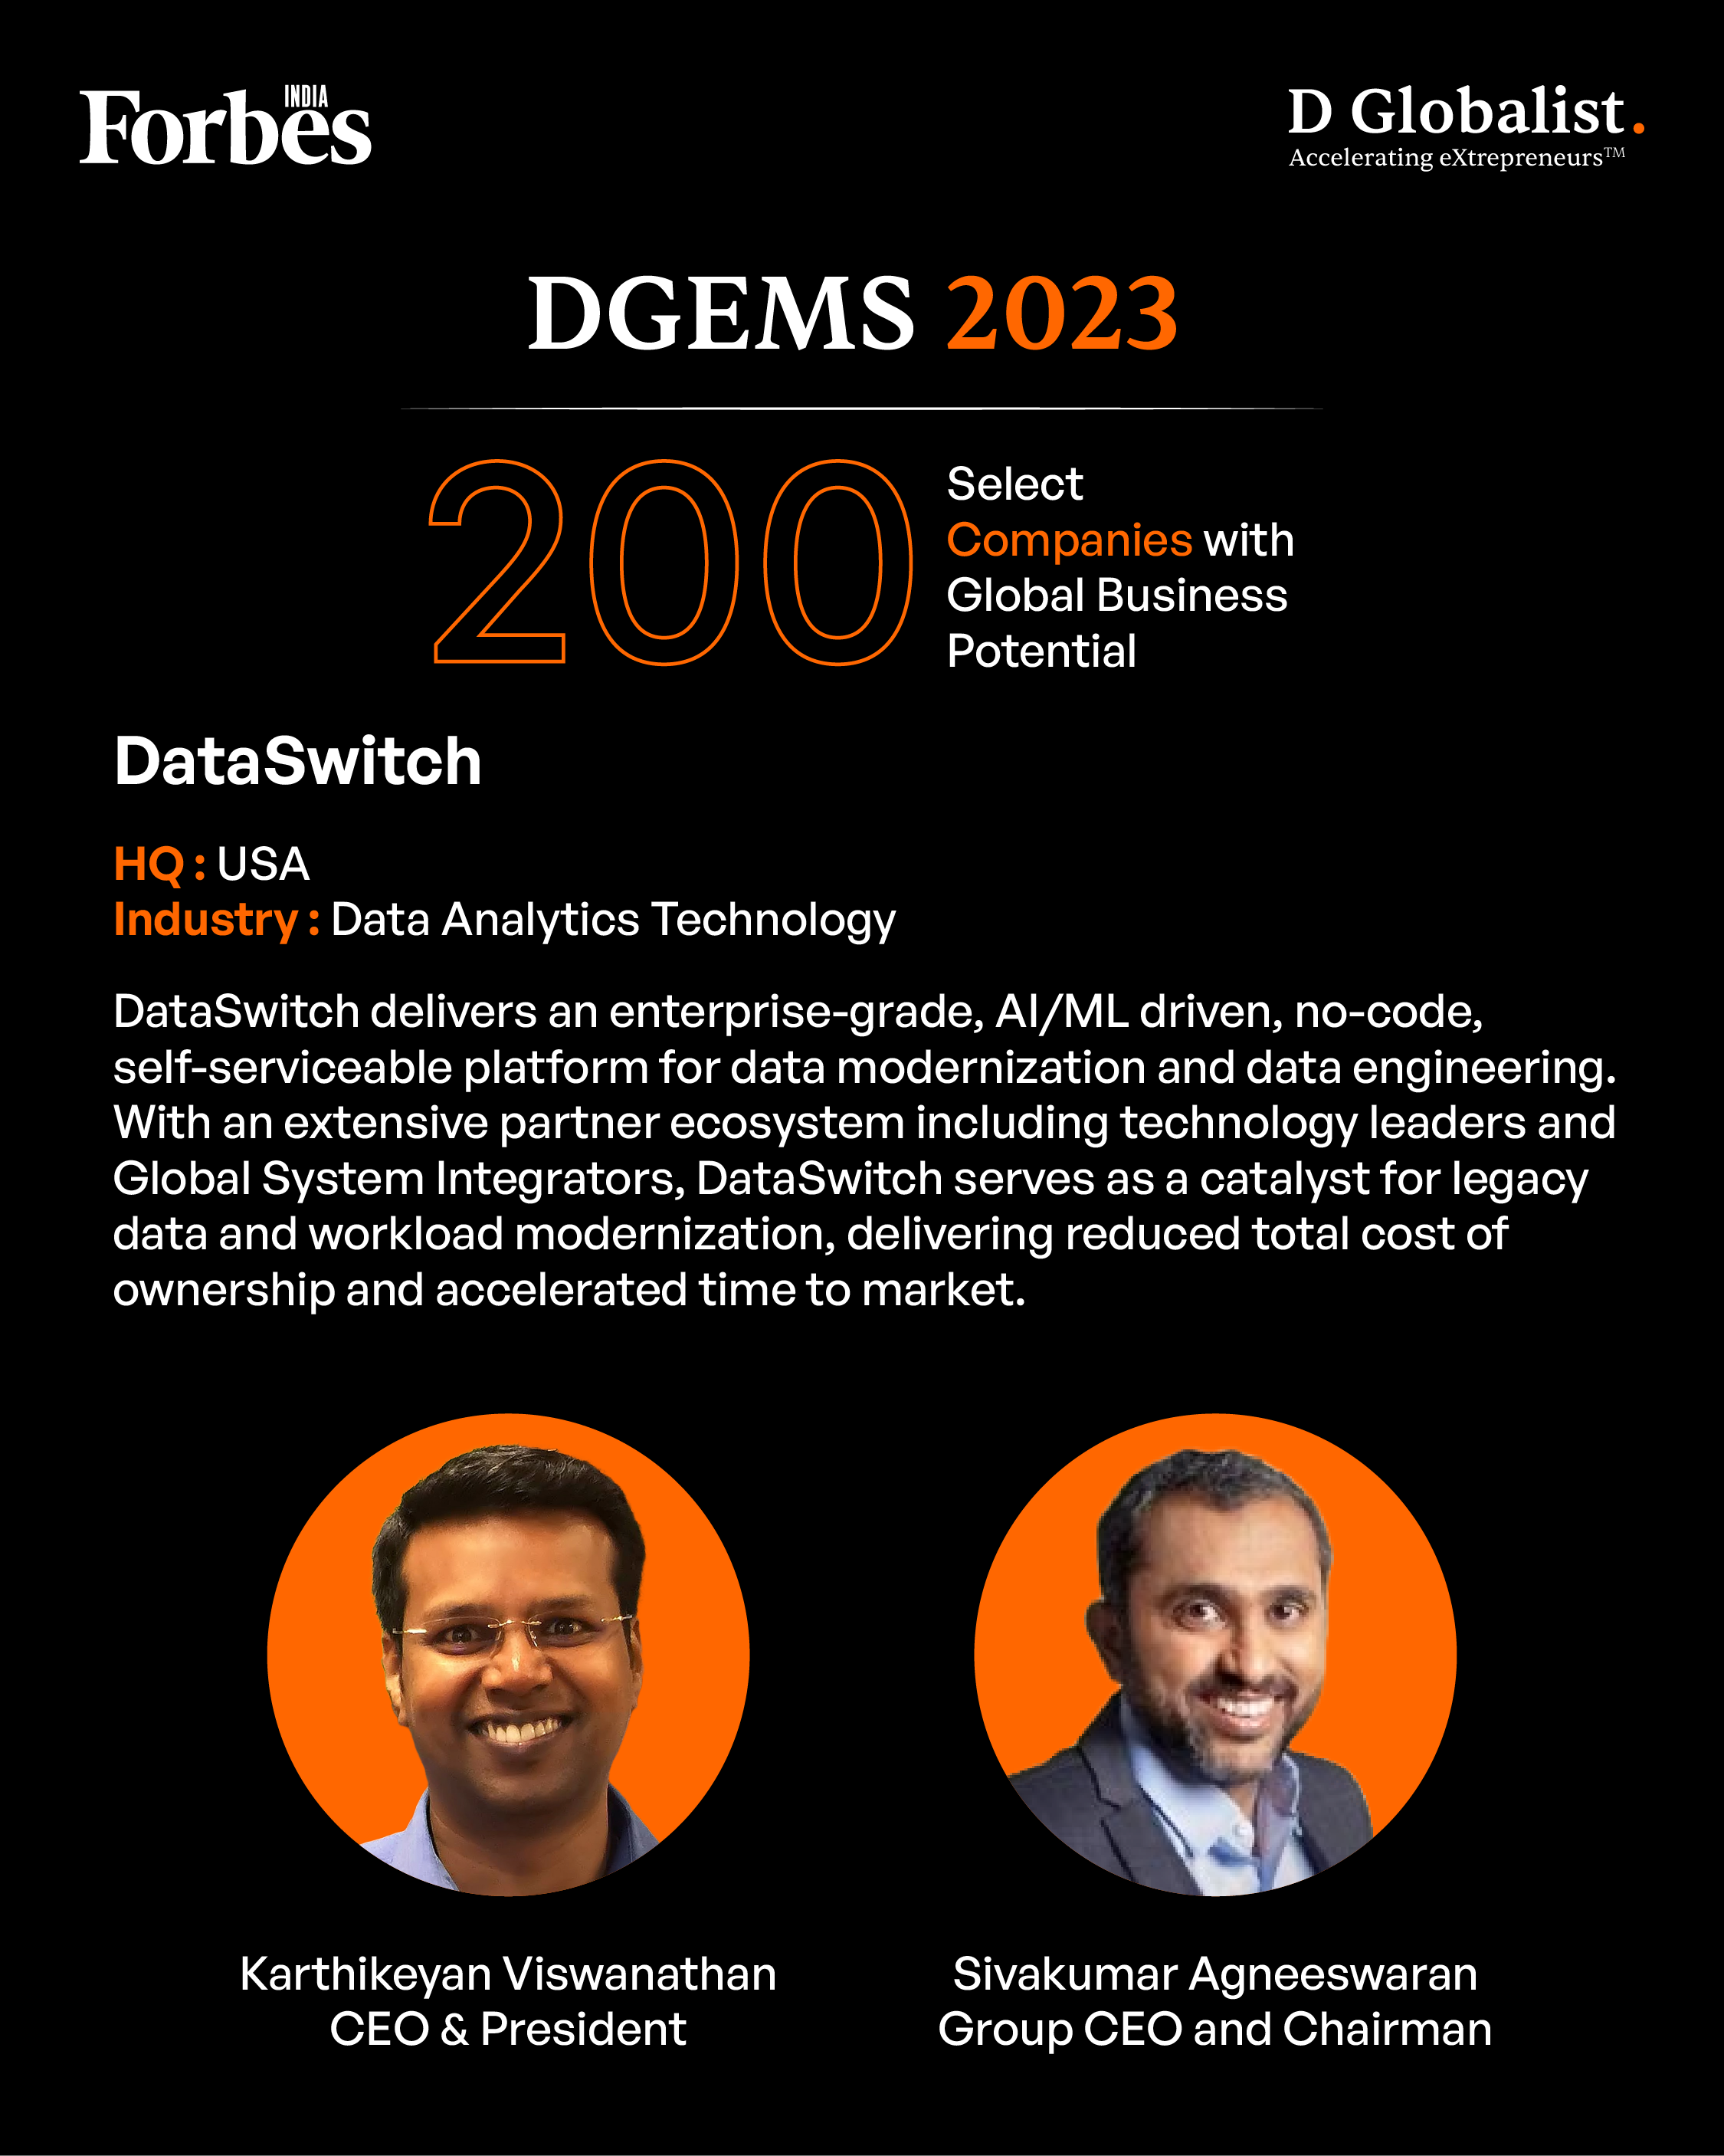 Forbes INDIA
D Globalist.
Accelerating eXtrepreneurs™
DGEMS 2023
200
Select
Companies with
Global Business
Potential
DataSwitch
HQ : USA
Industry : Data Analytics Technology
DataSwitch delivers an enterprise-grade, AI/ML driven, no-code,
self-serviceable platform for data modernization and data engineering.
With an extensive partner ecosystem including technology leaders and
Global System Integrators, DataSwitch serves as a catalyst for legacy
data and workload modernization, delivering reduced total cost of
ownership and accelerated time to market.
Karthikeyan Viswanathan
CEO & President
Sivakumar Agneeswaran
Group CEO and Chairman